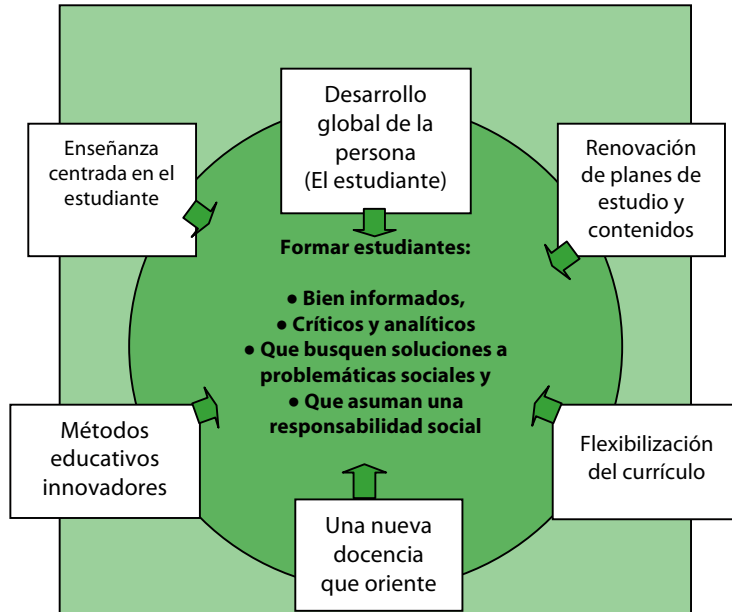 Desarrollo
global de la
persona
(El estudiante)
Enseñanza
centrada en el
estudiante
Renovación
de planes de
estudio y
contenidos
Formar estudiantes:
● Bien informados,
● Críticos y analíticos
● Que busquen soluciones a
problemáticas sociales y
● Que asuman una
responsabilidad social
Métodos
educativos
innovadores
Flexibilización
del currículo
Una nueva
docencia
que oriente